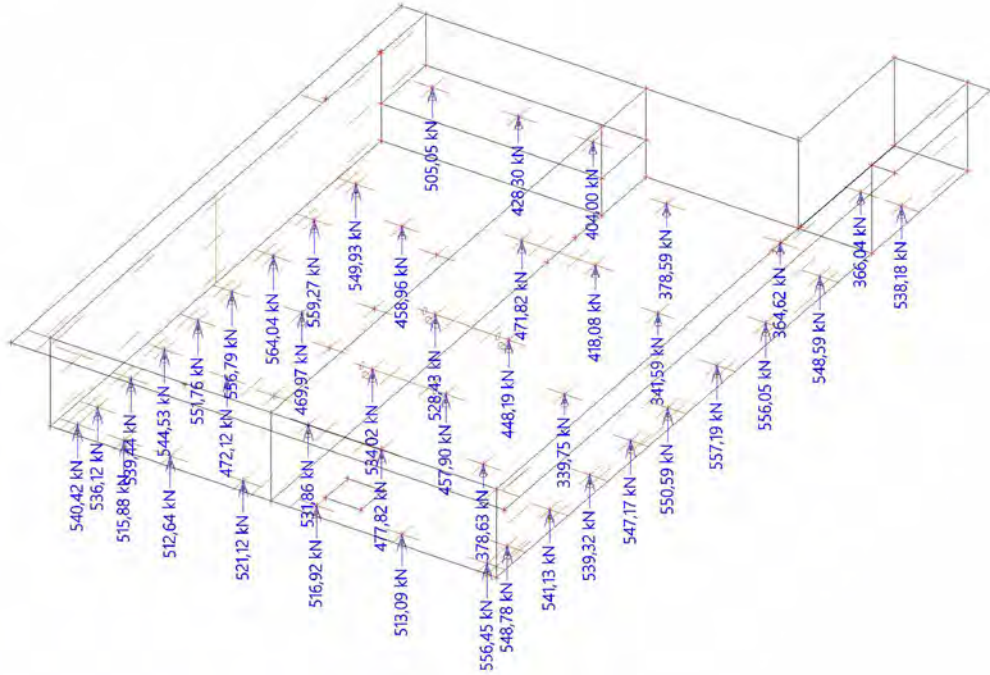 505,05 kN
428,30 kN
404,00 kN
378,59 kN
366,04 kN
538,18 kN
549,93 kN
559,27 kN
458,96 kN
471,82 kN
418,08 kN
364,62 kN
548,59 kN
564,04 kN
556,79 kN
469,97 kN
528,43 kN
448,19 kN
341,59 kN
556,05 kN
551,76 kN
544,53 kN
539,44 kN
472,12 kN
534,02 kN
457,90 kN
339,75 kN
557,19 kN
550,59 kN
540,42 kN
536,12 kN
515,88 kN
512,64 kN
521,12 kN
531,86 kN
477,82 kN
378,63 kN
547,17 kN
539,32 kN
516,92 kN
513,09 kN
541,13 kN
548,78 kN
556,45 kN